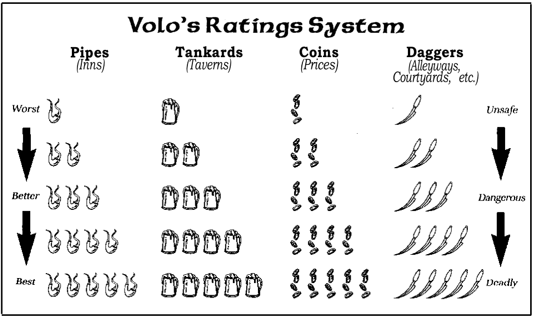 Volo's Ratings System
Pipes Tankards Coins Daggers
(Inns) (Taverns) (Prices) (Alleyways,
Courtyards, etc.)
Worst Unsafe
Better Dangerous
Best Deadly